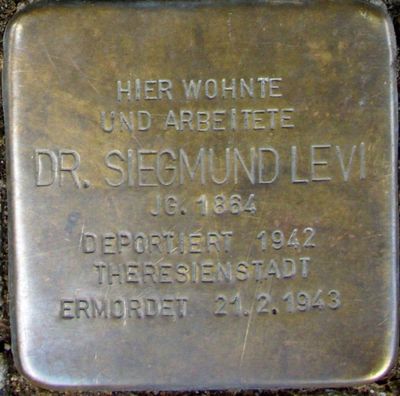 HIER WOHNTE
UND ARBEITETE
DR. SIEGMUND LEVI
JG. 1864
DEPORTIERT 1942
THERESIENSTADT
ERMORDET 21.2.1943